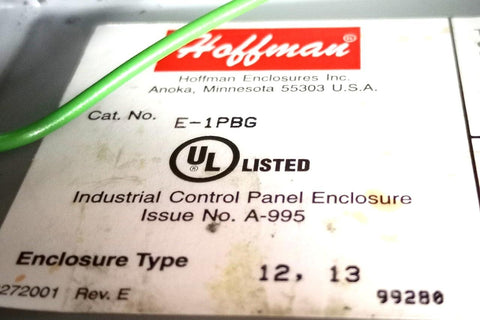 Hoffman®
Hoffman Enclosures Inc.
Anoka, Minnesota 55303 U.S.A.
Cat. No. E-1PBG
UL LISTED
Industrial Control Panel Enclosure
Issue No. A-995
Enclosure Type 12, 13
272001 Rev. E 99280